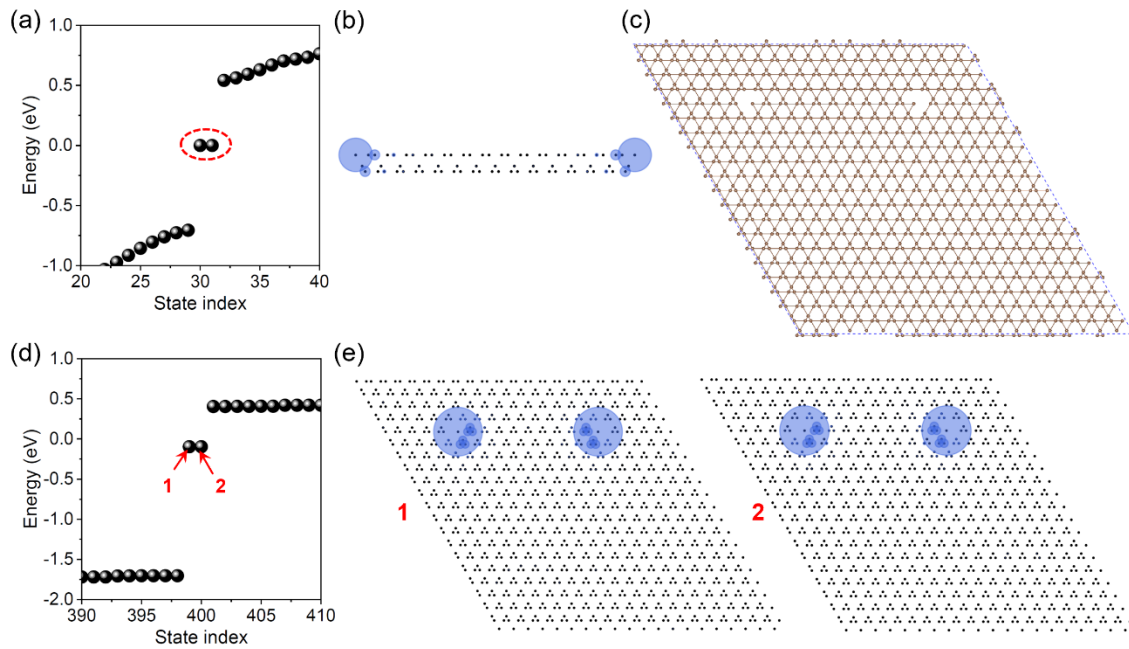 (a)
1.0
0.5
0.0
-0.5
-1.0
Energy (eV)
20 25 30 35 40
State index
(b)
(c)
(d)
1.0
0.5
0.0
-0.5
-1.0
-1.5
-2.0
Energy (eV)
1 2
390 395 400 405 410
State index
(e)
1
2